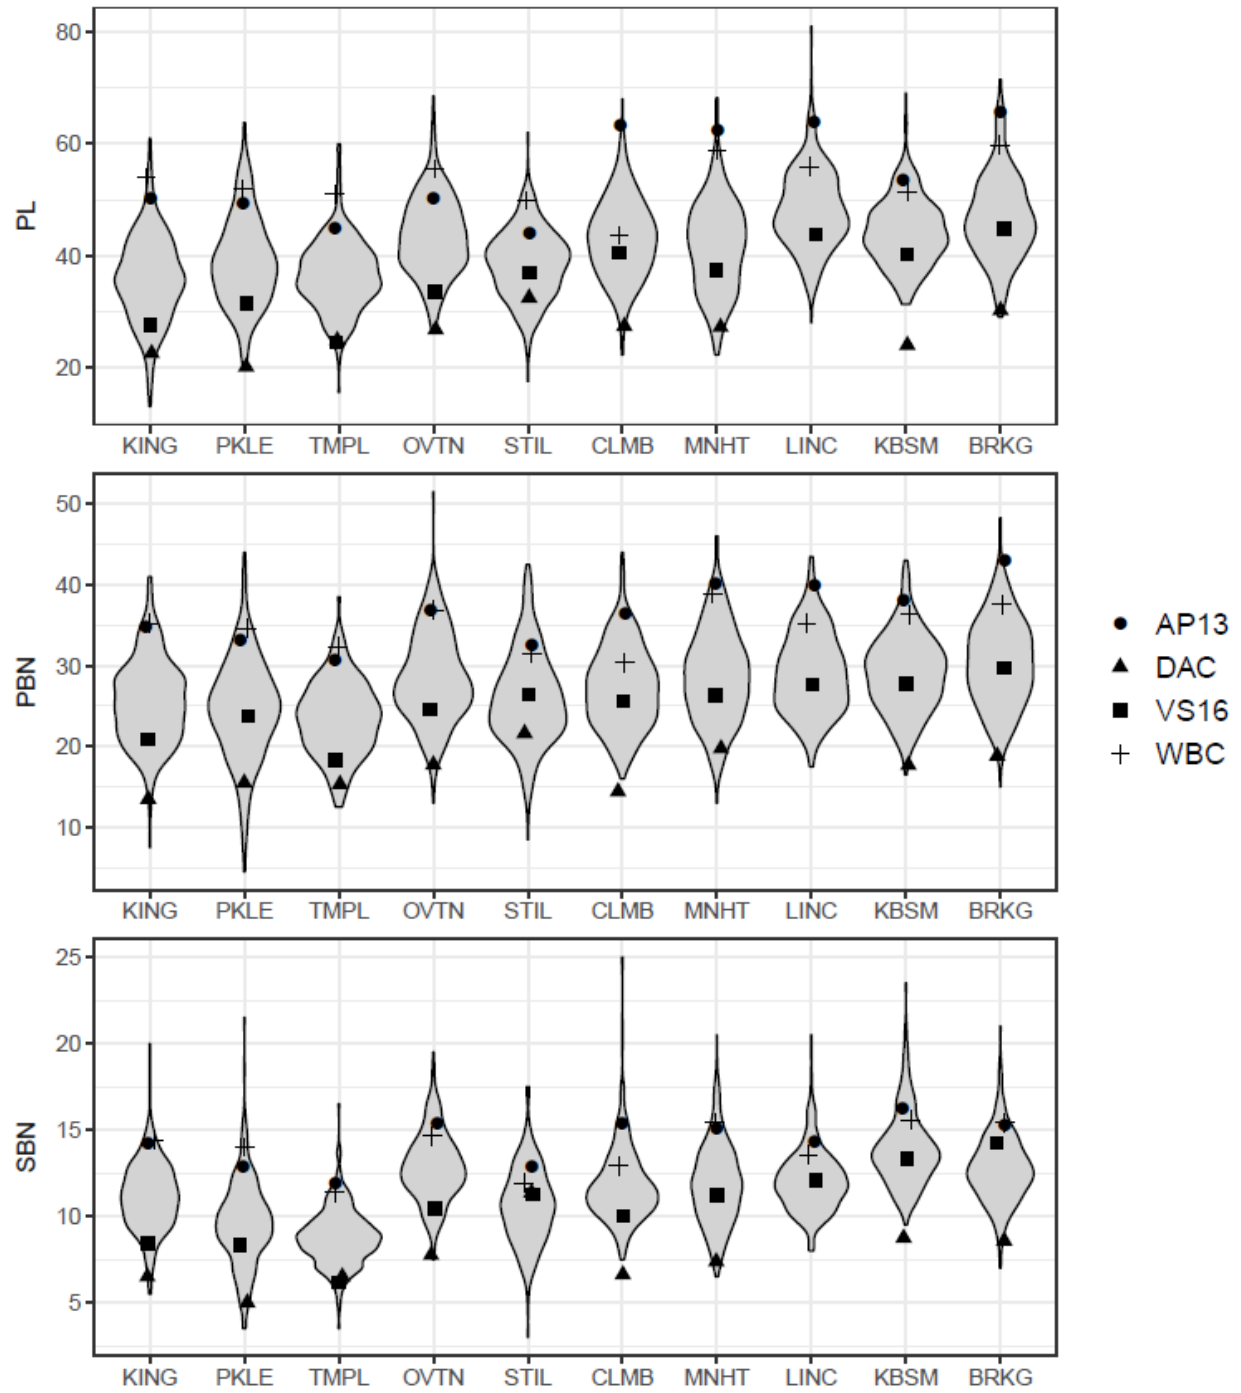 80
60
40
20
PL
KING PKLE TMPL OVTN STIL CLMB MNHT LINC KBSM BRKG
50
40
30
20
10
PBN
KING PKLE TMPL OVTN STIL CLMB MNHT LINC KBSM BRKG
AP13
DAC
VS16
WBC
25
20
15
10
5
SBN
KING PKLE TMPL OVTN STIL CLMB MNHT LINC KBSM BRKG